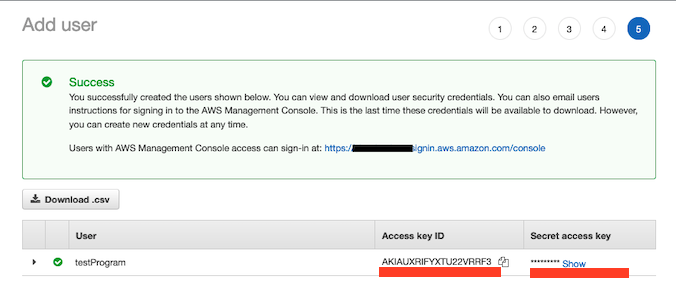 Add user
1 2 3 4 5
Success
You successfully created the users shown below. You can view and download user security credentials. You can also email users
instructions for signing in to the AWS Management Console. This is the last time these credentials will be available to download. However,
you can create new credentials at any time.
Users with AWS Management Console access can sign-in at: https:/ signin.aws.amazon.com/console
Download .csv
User Access key ID Secret access key
testProgram AKIAUXRIFYXTU22VRRF3 ********* Show